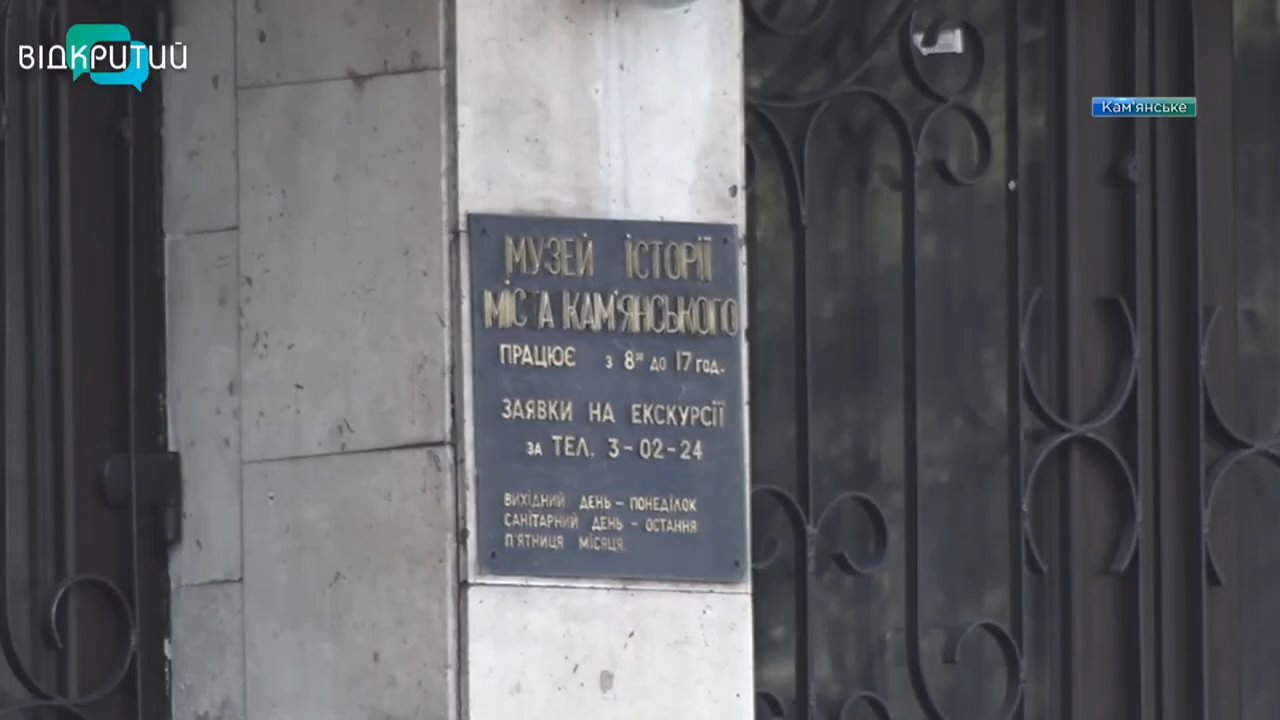 ВІДКРИТИЙ
Кам'янське
МУЗЕЙ ІСТОРІЇ
МІСТА КАМ'ЯНСЬКОГО
ПРАЦЮЄ з 8³⁰ до 17 год.
ЗАЯВКИ НА ЕКСКУРСІЇ
за ТЕЛ. 3-02-24
ВИХІДНИЙ ДЕНЬ – ПОНЕДІЛОК
САНІТАРНИЙ ДЕНЬ – ОСТАННЯ
П'ЯТНИЦЯ МІСЯЦЯ.